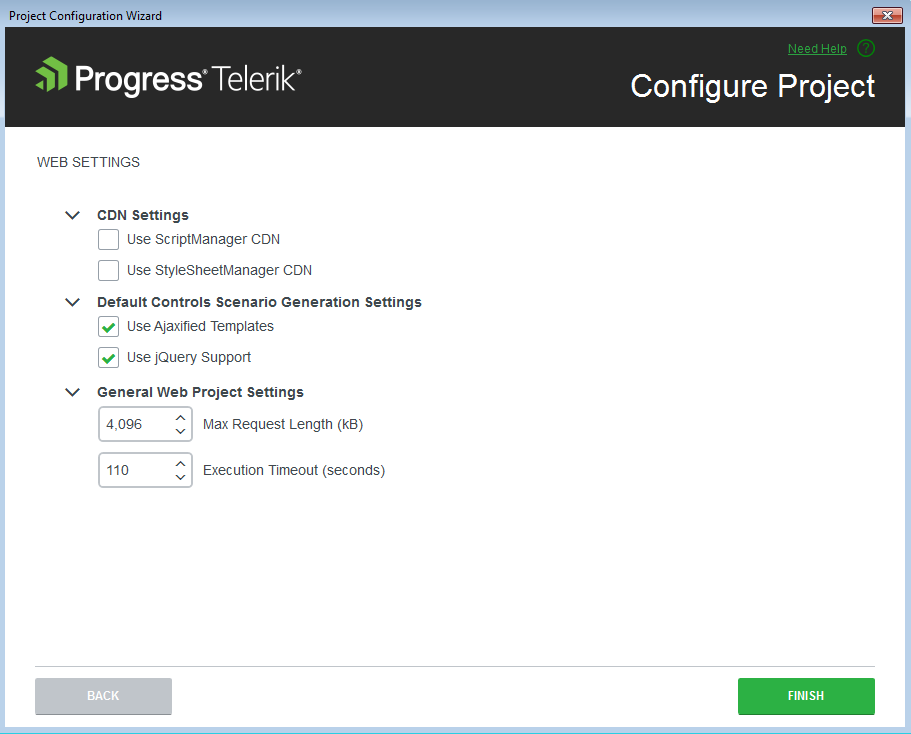 Project Configuration Wizard
Need Help ?
Progress® Telerik®
Configure Project
WEB SETTINGS
CDN Settings
Use ScriptManager CDN
Use StyleSheetManager CDN
Default Controls Scenario Generation Settings
Use Ajaxified Templates
Use jQuery Support
General Web Project Settings
4,096 Max Request Length (kB)
110 Execution Timeout (seconds)
BACK FINISH